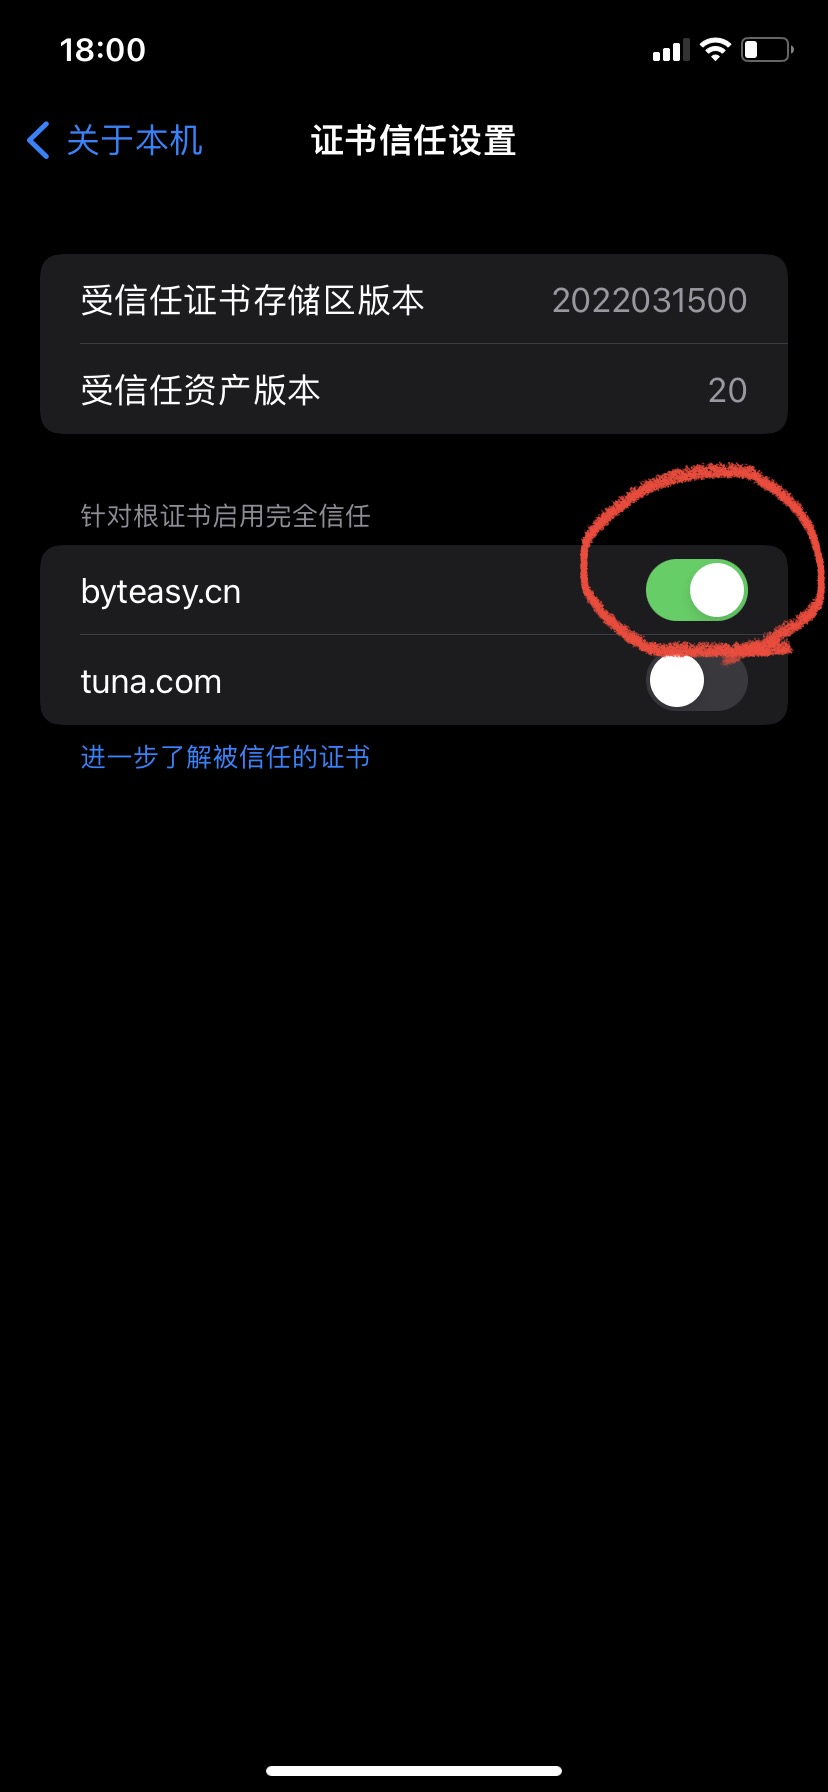 18:00
关于本机
证书信任设置
受信任证书存储区版本 2022031500
受信任资产版本 20
针对根证书启用完全信任
byteasy.cn
tuna.com
进一步了解被信任的证书